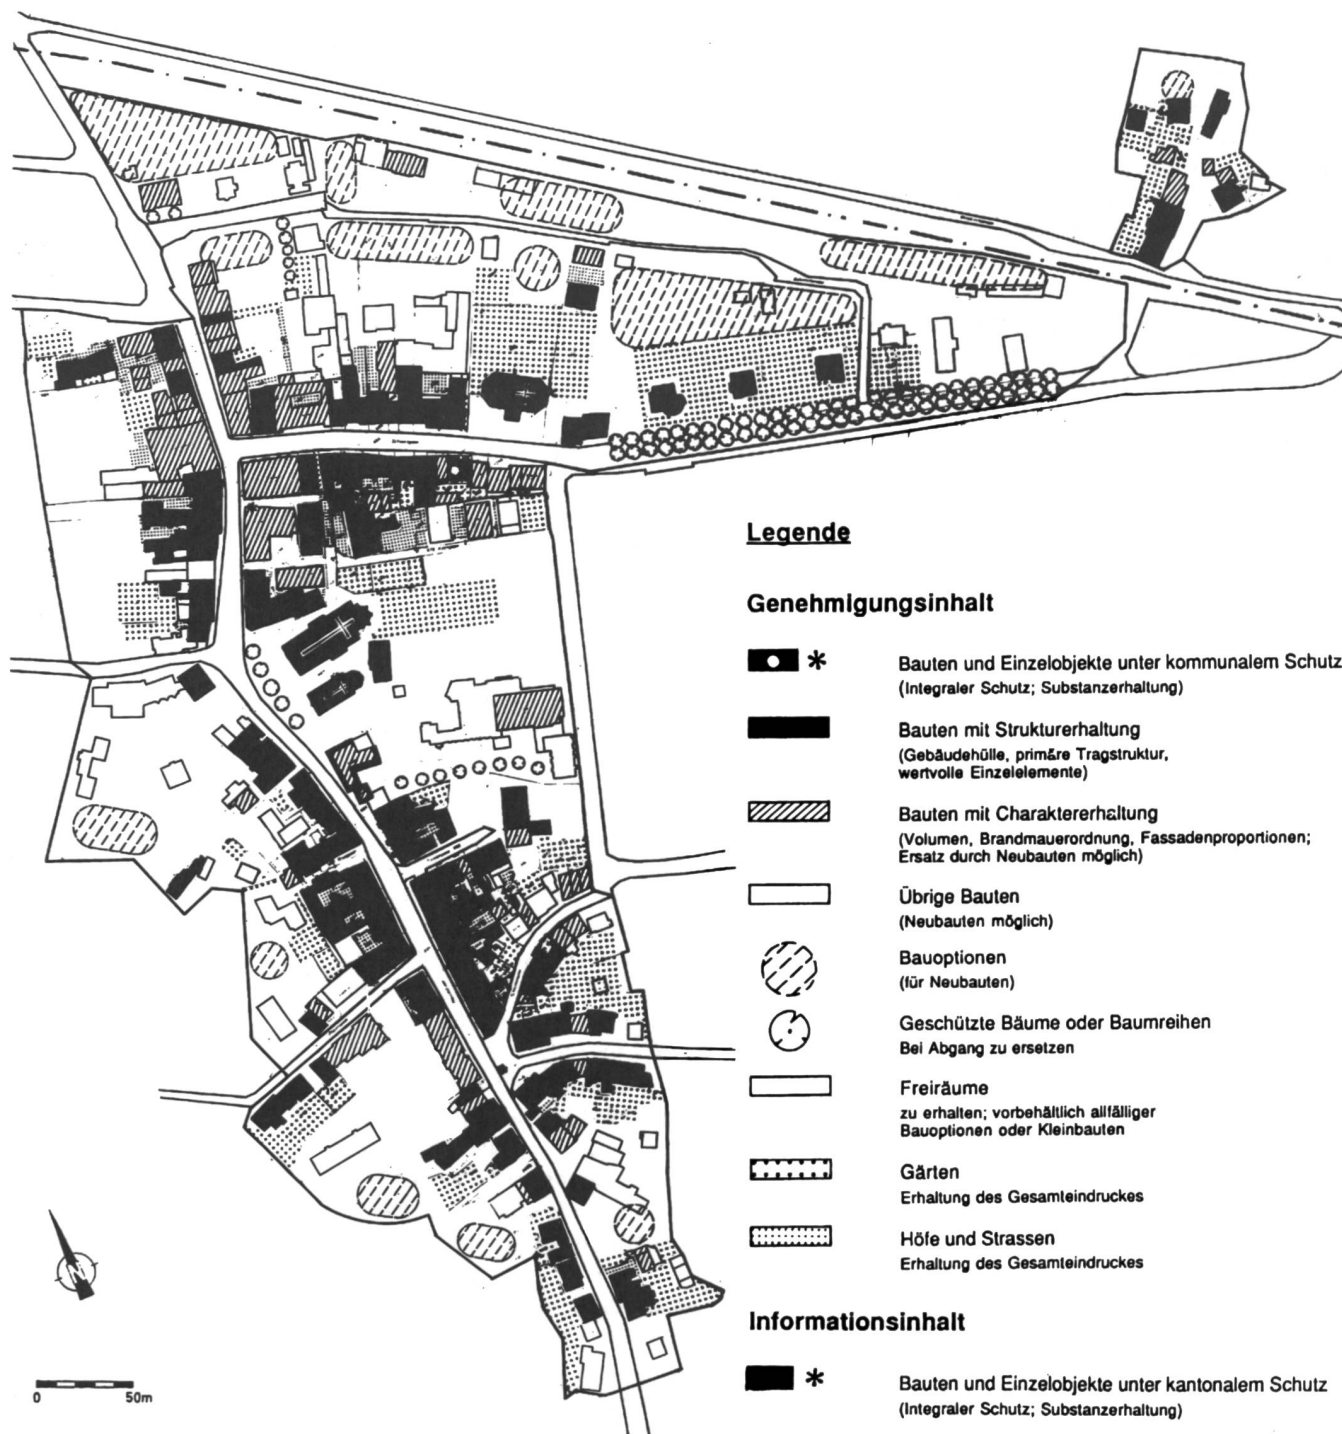 Legende
Genehmigungsinhalt
* Bauten und Einzelobjekte unter kommunalem Schutz
(Integraler Schutz; Substanzerhaltung)
Bauten mit Strukturerhaltung
(Gebäudehülle, primäre Tragstruktur,
wertvolle Einzelelemente)
Bauten mit Charaktererhaltung
(Volumen, Brandmauerordnung, Fassadenproportionen;
Ersatz durch Neubauten möglich)
Übrige Bauten
(Neubauten möglich)
Bauoptionen
(für Neubauten)
Geschützte Bäume oder Baumreihen
Bei Abgang zu ersetzen
Freiräume
zu erhalten; vorbehältlich allfälliger
Bauoptionen oder Kleinbauten
Gärten
Erhaltung des Gesamteindruckes
Höfe und Strassen
Erhaltung des Gesamteindruckes
Informationsinhalt
* Bauten und Einzelobjekte unter kantonalem Schutz
(Integraler Schutz; Substanzerhaltung)
0 50m